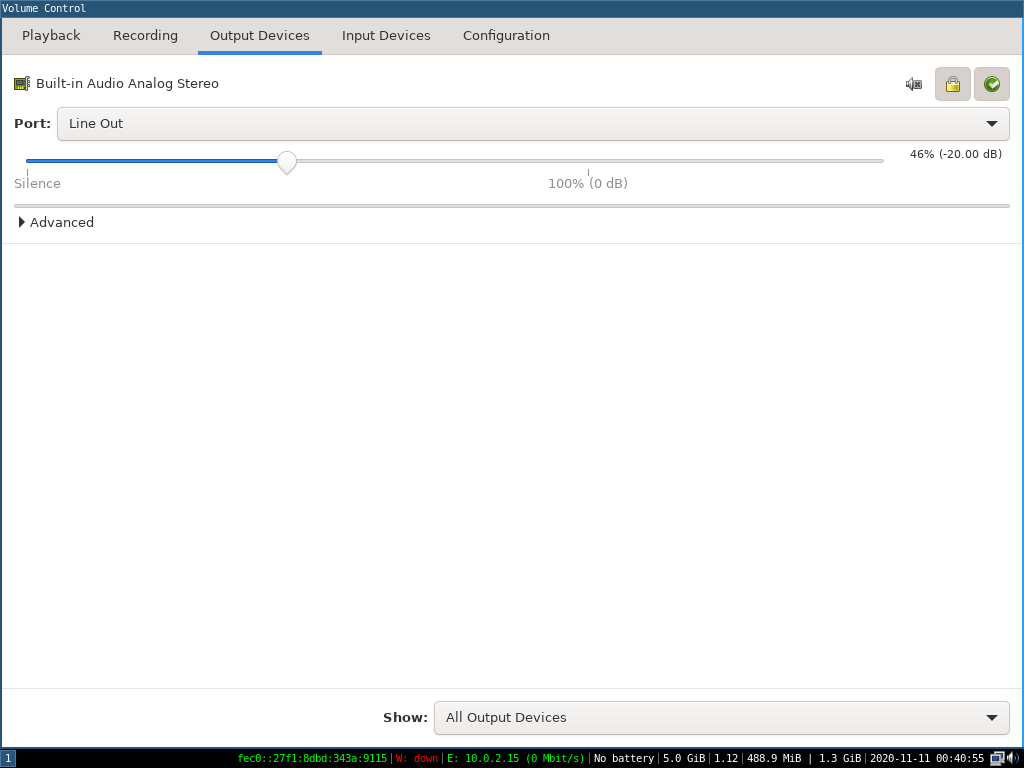 Volume Control
Playback Recording Output Devices Input Devices Configuration
Built-in Audio Analog Stereo
Port: Line Out
46% (-20.00 dB)
Silence 100% (0 dB)
Advanced
Show: All Output Devices
1 fec0::27f1:8dbd:343a:9115|W: down|E: 10.0.2.15 (0 Mbit/s)|No battery|5.0 GiB|1.12|488.9 MiB | 1.3 GiB|2020-11-11 00:40:55